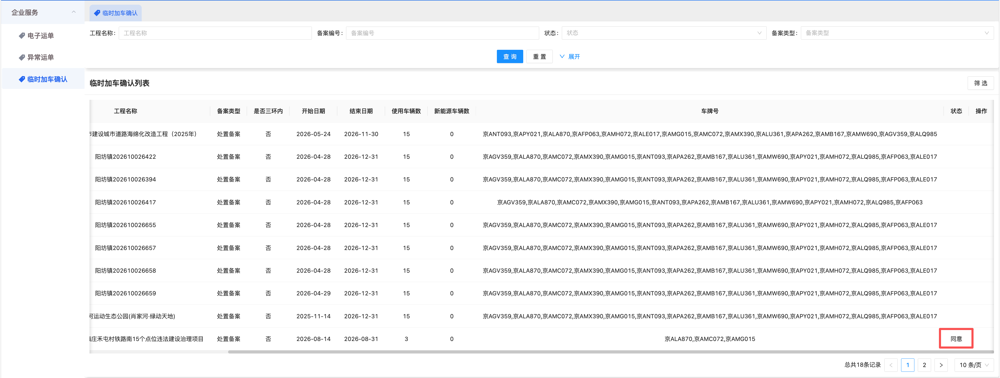 企业服务
电子运单
异常运单
临时加车确认
临时加车确认
工程名称: 工程名称 备案编号: 备案编号 状态: 状态 备案类型: 备案类型
查 询 重 置 展开
临时加车确认列表 筛 选
工程名称 备案类型 是否三环内 开始日期 结束日期 使用车辆数 新能源车辆数 车牌号 状态 操作
市建设城市道路海绵化改造工程（2025年） 处置备案 否 2026-05-24 2026-11-30 15 0 京ANT093,京APY021,京ALA870,京AFP063,京AMH072,京ALE017,京AMG015,京AMC072,京AMX390,京ALU361,京APA262,京AMB167,京AMW690,京AGV359,京ALQ985
阳坊镇202610026422 处置备案 否 2026-04-28 2026-12-31 15 0 京AGV359,京ALA870,京AMC072,京AMX390,京AMG015,京ANT093,京APA262,京AMB167,京ALU361,京AMW690,京APY021,京AMH072,京ALQ985,京AFP063,京ALE017
阳坊镇202610026394 处置备案 否 2026-04-28 2026-12-31 15 0 京AGV359,京ALA870,京AMC072,京AMX390,京AMG015,京ANT093,京APA262,京AMB167,京ALU361,京AMW690,京APY021,京AMH072,京ALQ985,京AFP063,京ALE017
阳坊镇202610026417 处置备案 否 2026-04-28 2026-12-31 15 0 京AGV359,京ALA870,京AMC072,京AMX390,京AMG015,京ANT093,京APA262,京AMB167,京ALU361,京AMW690,京APY021,京AMH072,京ALQ985,京AFP063
阳坊镇202610026655 处置备案 否 2026-04-28 2026-12-31 15 0 京AGV359,京ALA870,京AMC072,京AMX390,京AMG015,京ANT093,京APA262,京AMB167,京ALU361,京AMW690,京APY021,京AMH072,京ALQ985,京AFP063,京ALE017
阳坊镇202610026657 处置备案 否 2026-04-28 2026-12-31 15 0 京AGV359,京ALA870,京AMC072,京AMX390,京AMG015,京ANT093,京APA262,京AMB167,京ALU361,京AMW690,京APY021,京AMH072,京ALQ985,京AFP063,京ALE017
阳坊镇202610026658 处置备案 否 2026-04-28 2026-12-31 15 0 京AGV359,京ALA870,京AMC072,京AMX390,京AMG015,京ANT093,京APA262,京AMB167,京ALU361,京AMW690,京APY021,京AMH072,京ALQ985,京AFP063,京ALE017
阳坊镇202610026659 处置备案 否 2026-04-29 2026-12-31 15 0 京AGV359,京ALA870,京AMC072,京AMX390,京AMG015,京ANT093,京APA262,京AMB167,京ALU361,京AMW690,京APY021,京AMH072,京ALQ985,京AFP063,京ALE017
河运动生态公园(肖家河·绿动天地) 处置备案 否 2025-11-14 2026-12-31 15 0 京AGV359,京ALA870,京AMC072,京AMX390,京AMG015,京ANT093,京APA262,京AMB167,京ALU361,京AMW690,京APY021,京AMH072,京ALQ985,京AFP063,京ALE017
镇庄禾屯村铁路南15个点位违法建设治理项目 处置备案 否 2026-08-14 2026-08-31 3 0 京ALA870,京AMC072,京AMG015 同意
总共18条记录 < 1 2 > 10 条/页